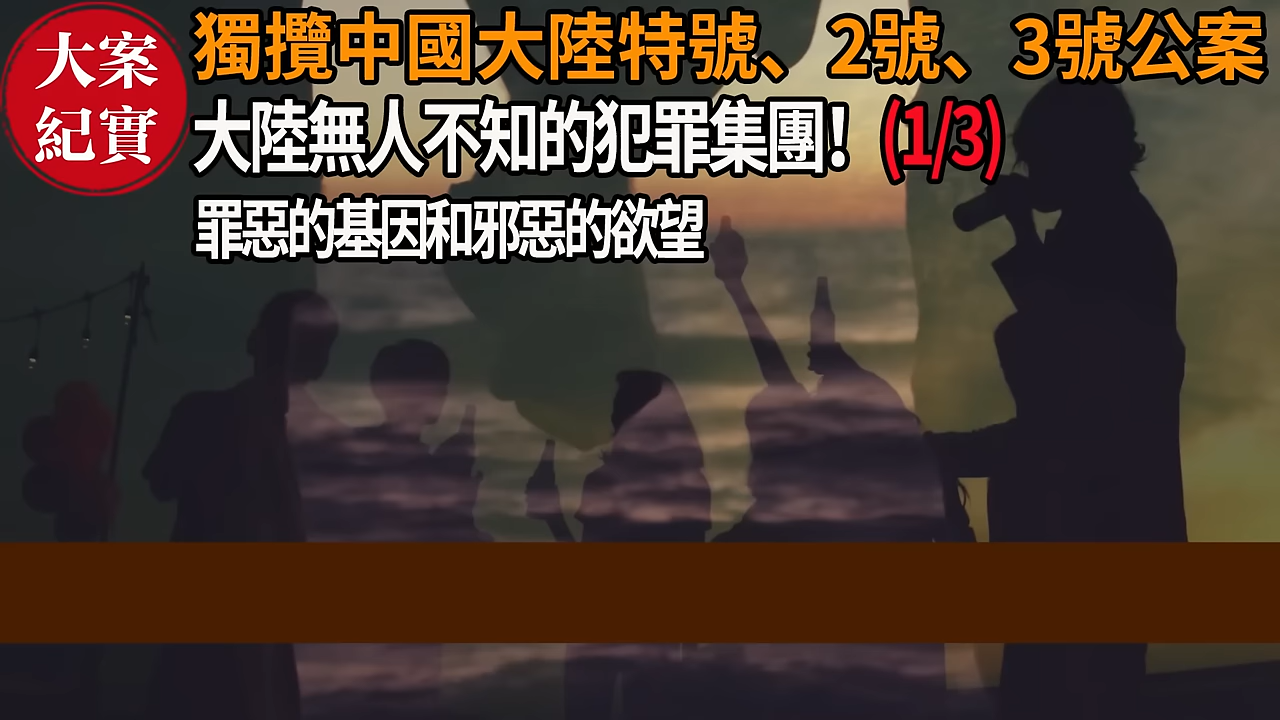 大案
紀實
獨攬中國大陸特號、2號、3號公案
大陸無人不知的犯罪集團！(1/3)
罪惡的基因和邪惡的欲望